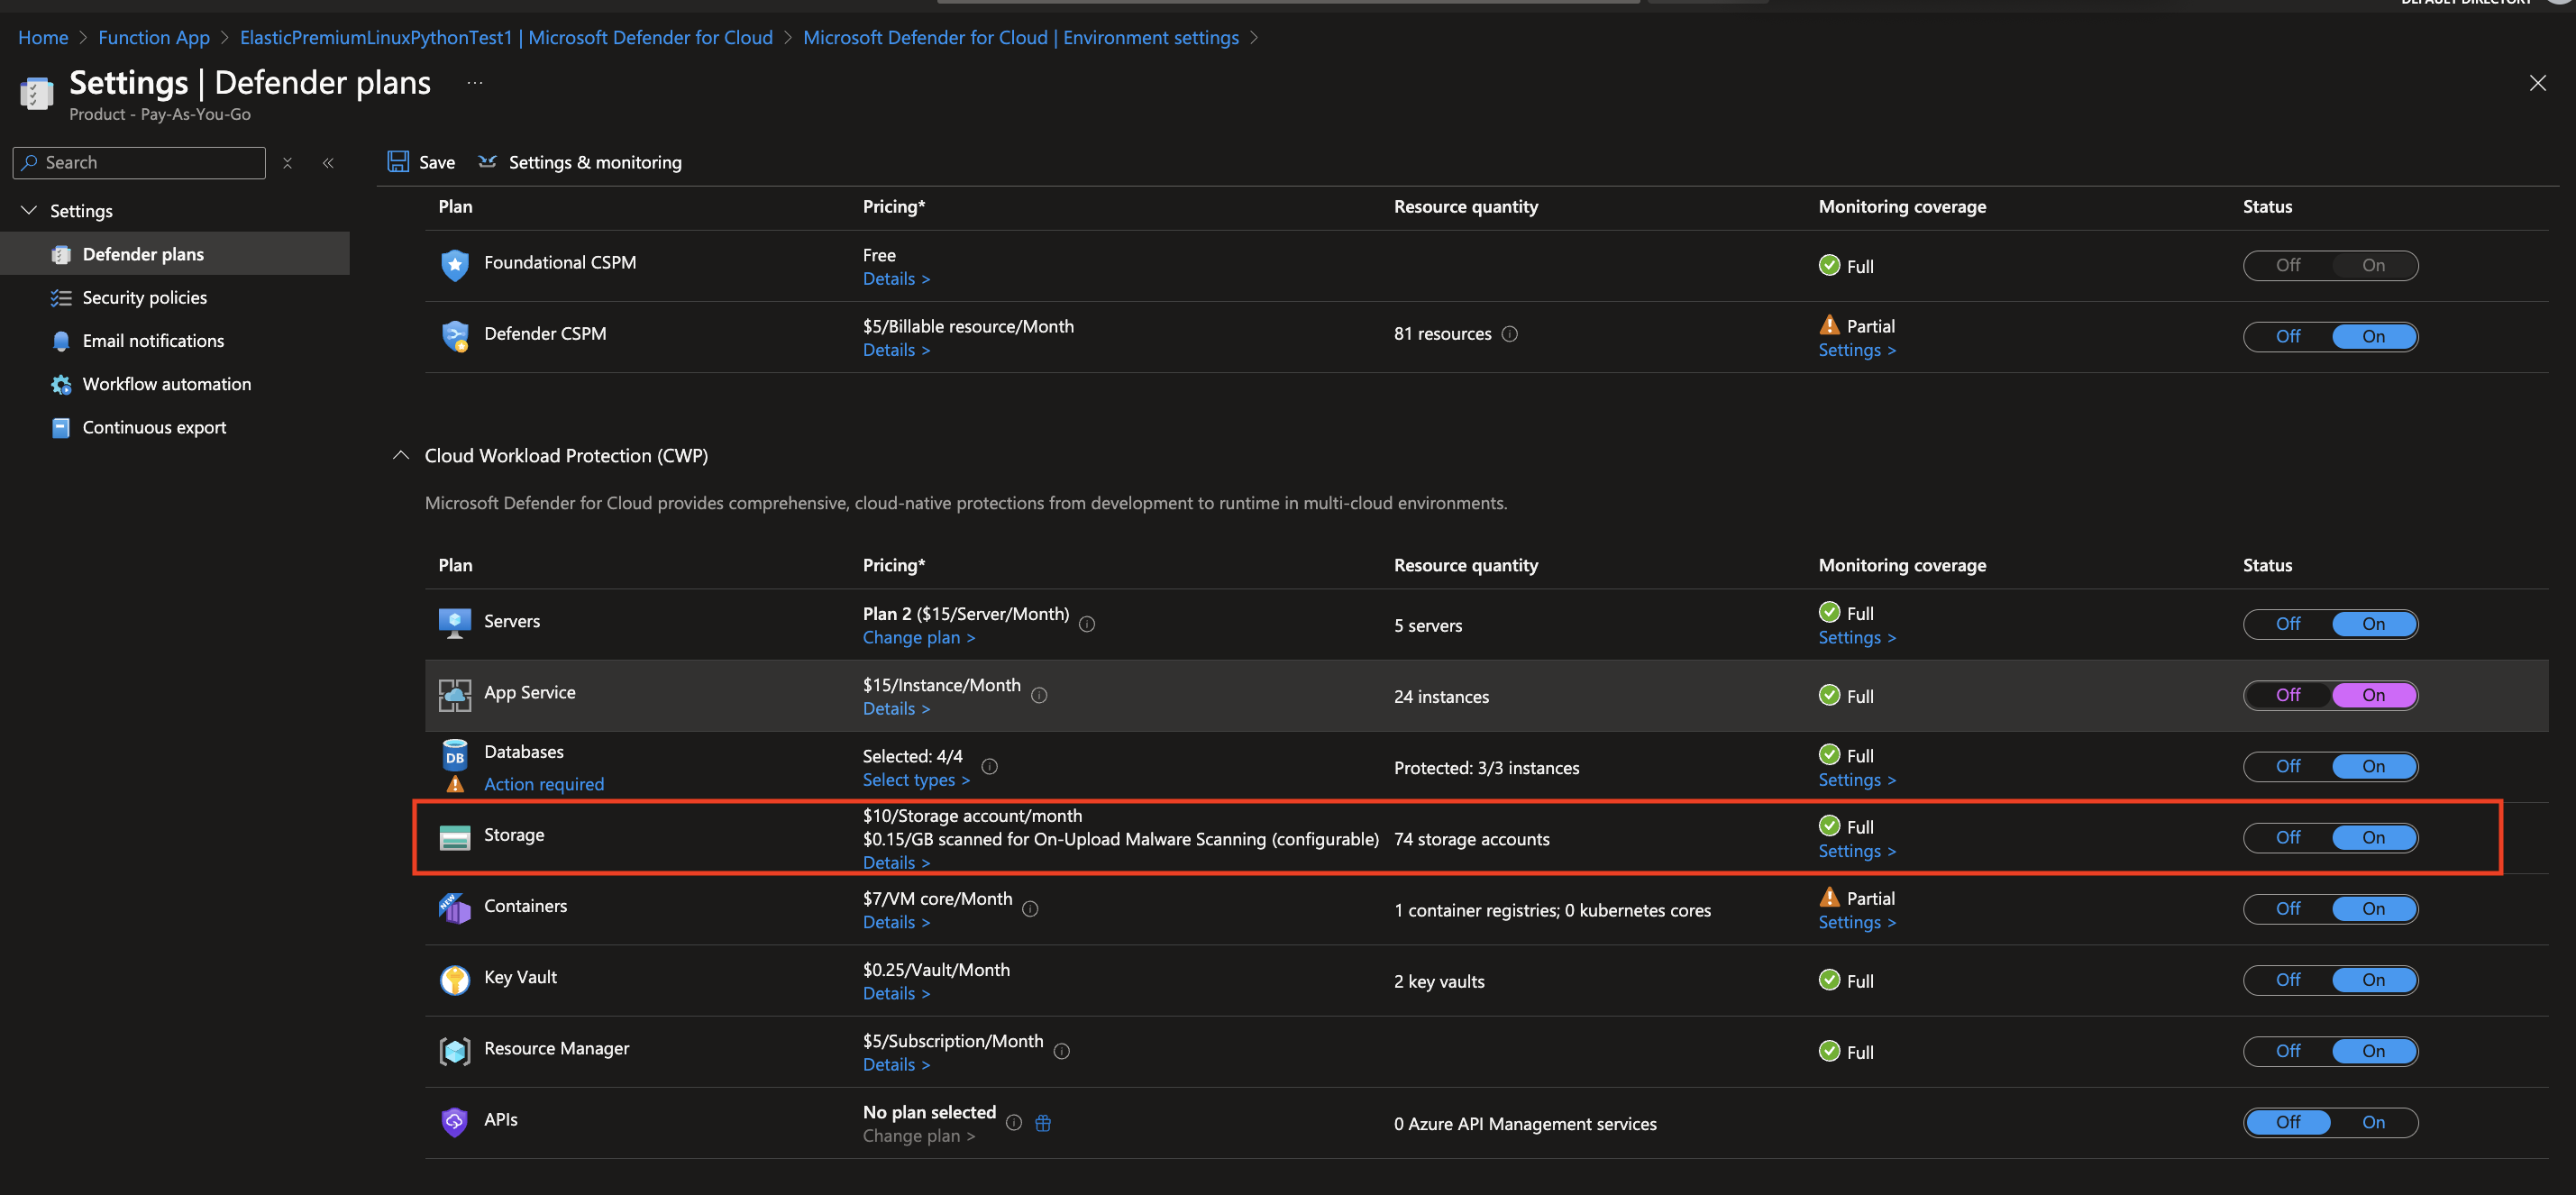 DEFAULT DIRECTORY
Home > Function App > ElasticPremiumLinuxPythonTest1 | Microsoft Defender for Cloud > Microsoft Defender for Cloud | Environment settings >
Settings | Defender plans ...
Product - Pay-As-You-Go
Search
Save Settings & monitoring
Settings
Defender plans
Security policies
Email notifications
Workflow automation
Continuous export
Plan Pricing* Resource quantity Monitoring coverage Status
Foundational CSPM Free Full Off On
Details >
Defender CSPM $5/Billable resource/Month 81 resources Partial Off On
Details > Settings >
Cloud Workload Protection (CWP)
Microsoft Defender for Cloud provides comprehensive, cloud-native protections from development to runtime in multi-cloud environments.
Plan Pricing* Resource quantity Monitoring coverage Status
Servers Plan 2 ($15/Server/Month) 5 servers Full Off On
Change plan > Settings >
App Service $15/Instance/Month 24 instances Full Off On
Details >
DB Databases Selected: 4/4 Protected: 3/3 instances Full Off On
Action required Select types > Settings >
$10/Storage account/month
Storage $0.15/GB scanned for On-Upload Malware Scanning (configurable) 74 storage accounts Full Off On
Details > Settings >
NEW Containers $7/VM core/Month 1 container registries; 0 kubernetes cores Partial Off On
Details > Settings >
Key Vault $0.25/Vault/Month 2 key vaults Full Off On
Details >
Resource Manager $5/Subscription/Month Full Off On
Details >
APIs No plan selected 0 Azure API Management services Off On
Change plan >